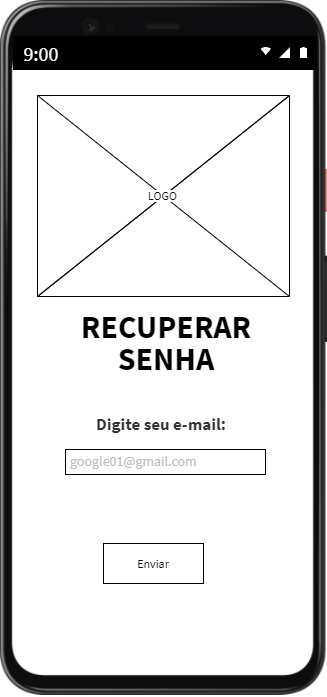 9:00
LOGO
RECUPERAR
SENHA
Digite seu e-mail:
google01@gmail.com
Enviar